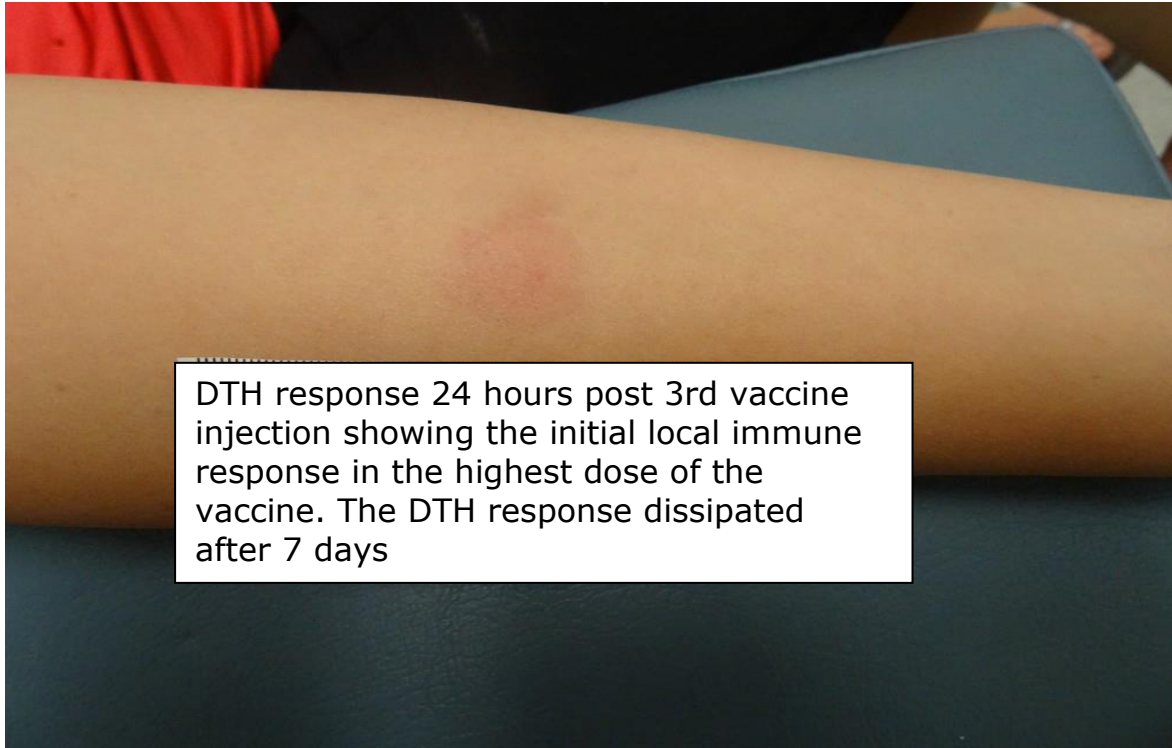 DTH response 24 hours post 3rd vaccine
injection showing the initial local immune
response in the highest dose of the
vaccine. The DTH response dissipated
after 7 days